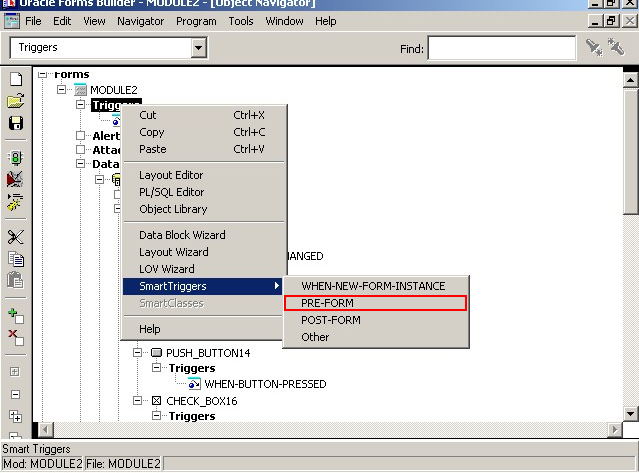 Oracle Forms Builder - MODULE2 - [Object Navigator]
File Edit View Navigator Program Tools Window Help
Triggers Find:
Forms
MODULE2
Triggers
Alert
Attac
Data
Cut Ctrl+X
Copy Ctrl+C
Paste Ctrl+V
Layout Editor
PL/SQL Editor
Object Library
Data Block Wizard
Layout Wizard
LOV Wizard
SmartTriggers
SmartClasses
Help
HANGED
WHEN-NEW-FORM-INSTANCE
PRE-FORM
POST-FORM
Other
PUSH_BUTTON14
Triggers
WHEN-BUTTON-PRESSED
CHECK_BOX16
Triggers
Smart Triggers
Mod: MODULE2 File: MODULE2